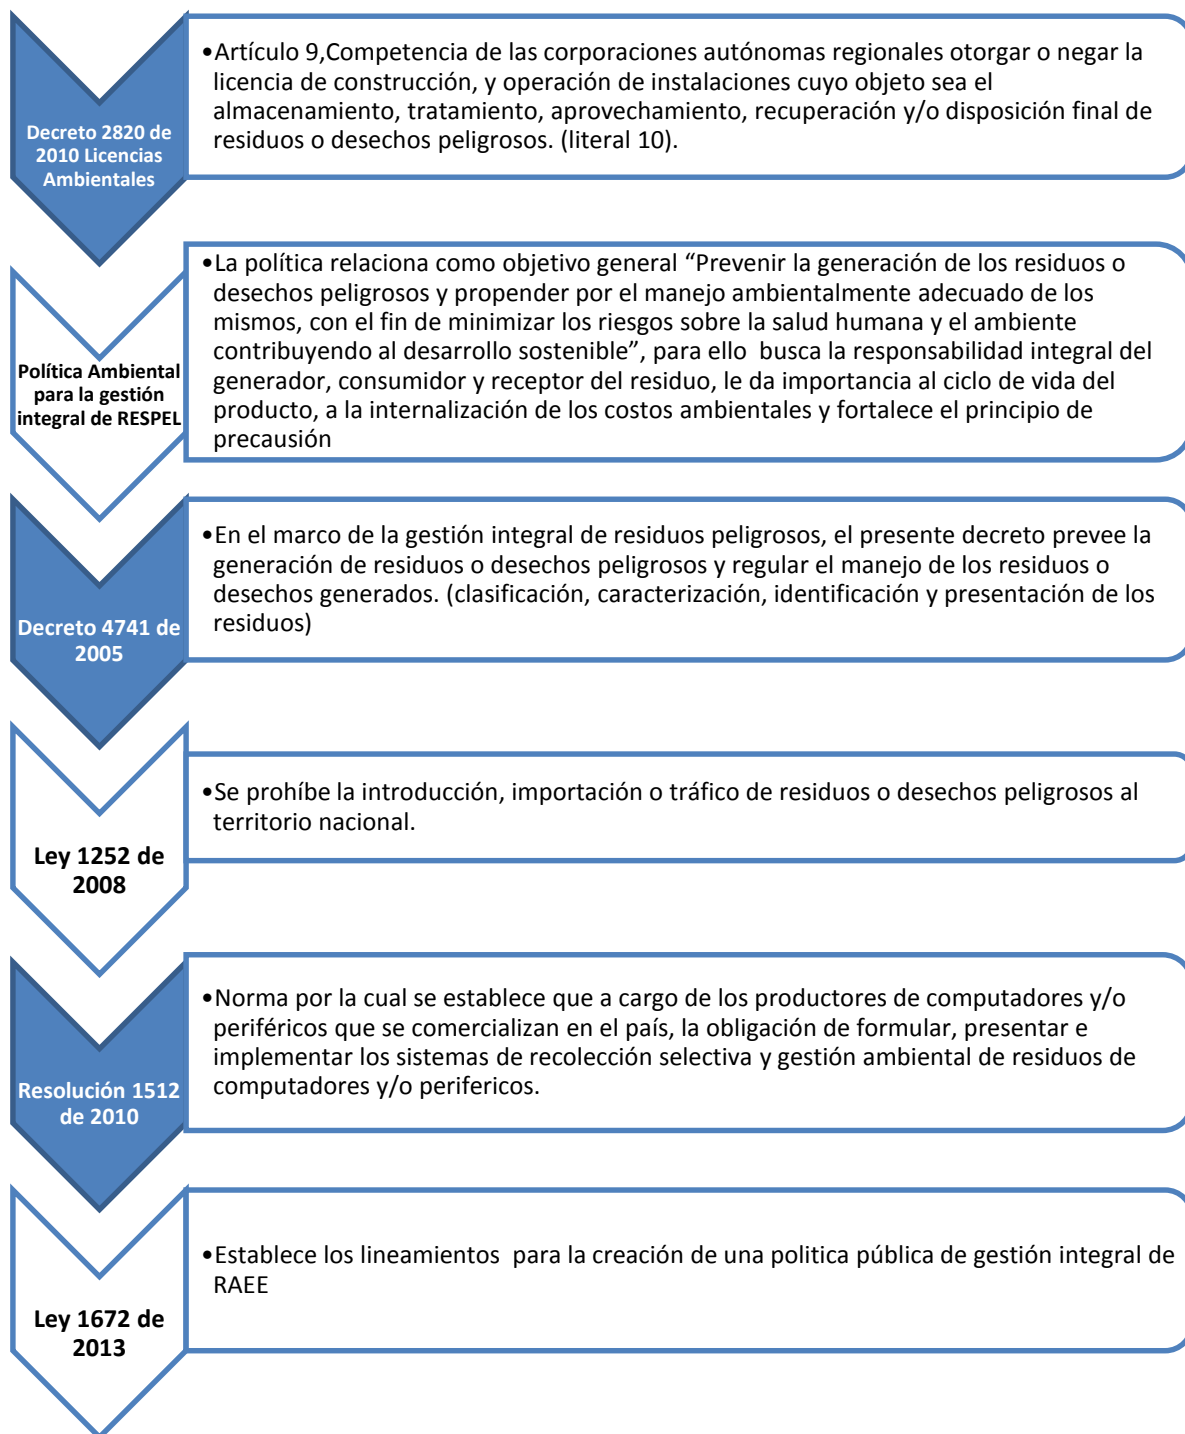 Decreto 2820 de
2010 Licencias
Ambientales
•Artículo 9,Competencia de las corporaciones autónomas regionales otorgar o negar la
licencia de construcción, y operación de instalaciones cuyo objeto sea el
almacenamiento, tratamiento, aprovechamiento, recuperación y/o disposición final de
residuos o desechos peligrosos. (literal 10).
Política Ambiental
para la gestión
integral de RESPEL
•La política relaciona como objetivo general “Prevenir la generación de los residuos o
desechos peligrosos y propender por el manejo ambientalmente adecuado de los
mismos, con el fin de minimizar los riesgos sobre la salud humana y el ambiente
contribuyendo al desarrollo sostenible”, para ello  busca la responsabilidad integral del
generador, consumidor y receptor del residuo, le da importancia al ciclo de vida del
producto, a la internalización de los costos ambientales y fortalece el principio de
precausión
Decreto 4741 de
2005
•En el marco de la gestión integral de residuos peligrosos, el presente decreto prevee la
generación de residuos o desechos peligrosos y regular el manejo de los residuos o
desechos generados. (clasificación, caracterización, identificación y presentación de los
residuos)
Ley 1252 de
2008
•Se prohíbe la introducción, importación o tráfico de residuos o desechos peligrosos al
territorio nacional.
Resolución 1512
de 2010
•Norma por la cual se establece que a cargo de los productores de computadores y/o
periféricos que se comercializan en el país, la obligación de formular, presentar e
implementar los sistemas de recolección selectiva y gestión ambiental de residuos de
computadores y/o perifericos.
Ley 1672 de
2013
•Establece los lineamientos  para la creación de una politica pública de gestión integral de
RAEE